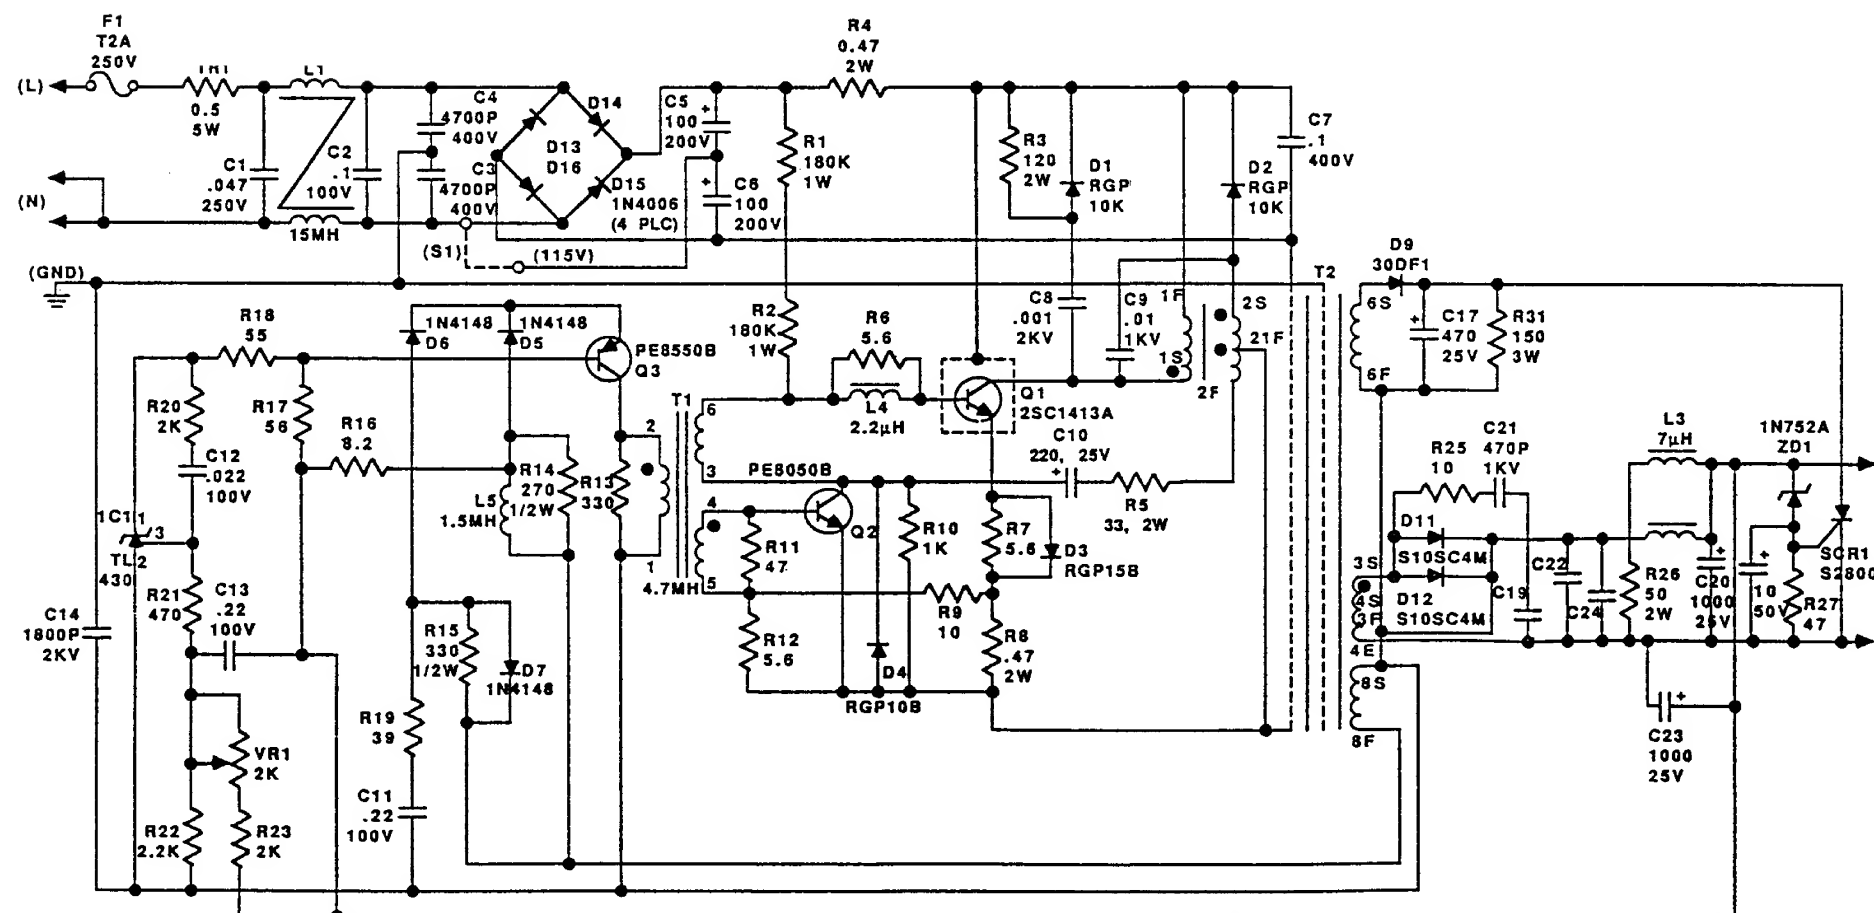 F1
T2A
250V
(L)
TH1
0.5
5W
L1
C4
4700P
400V
D14
D13
D16
C5
100
200V
R4
0.47
2W
R1
180K
1W
R3
120
2W
D1
RGP
10K
D2
RGP
10K
C7
.1
400V
(N)
C1
.047
250V
C2
.1
100V
C3
4700P
400V
D15
1N4006
(4 PLC)
C6
100
200V
15MH
(S1)
(115V)
(GND)
R18
55
1N4148
D6
1N4148
D5
PE8550B
Q3
R2
180K
1W
R6
5.6
L4
2.2µH
Q1
2SC1413A
C8
.001
2KV
C9
.01
1KV
1F
1S
2S
21F
2F
T2
D9
30DF1
6S
6F
C17
470
25V
R31
150
3W
R20
2K
R17
56
R16
8.2
C12
.022
100V
T1
6
2
3
4
5
1
4.7MH
R14
270
1/2W
R13
330
L5
1.5MH
PE8050B
Q2
C10
220, 25V
R5
33, 2W
R10
1K
R7
5.6
D3
RGP15B
R11
47
R9
10
R12
5.6
R8
.47
2W
D4
RGP10B
1C1
3
TL
430
R21
470
C13
.22
100V
C14
1800P
2KV
R15
330
1/2W
D7
1N4148
R19
39
C11
.22
100V
VR1
2K
R22
2.2K
R23
2K
R25
10
C21
470P
1KV
L3
7µH
1N752A
ZD1
D11
S10SC4M
D12
S10SC4M
3S
4S
3F
8S
C19
C22
C24
R26
50
2W
C20
1000
25V
10
50V
R27
47
SCR1
S2800
C23
1000
25V